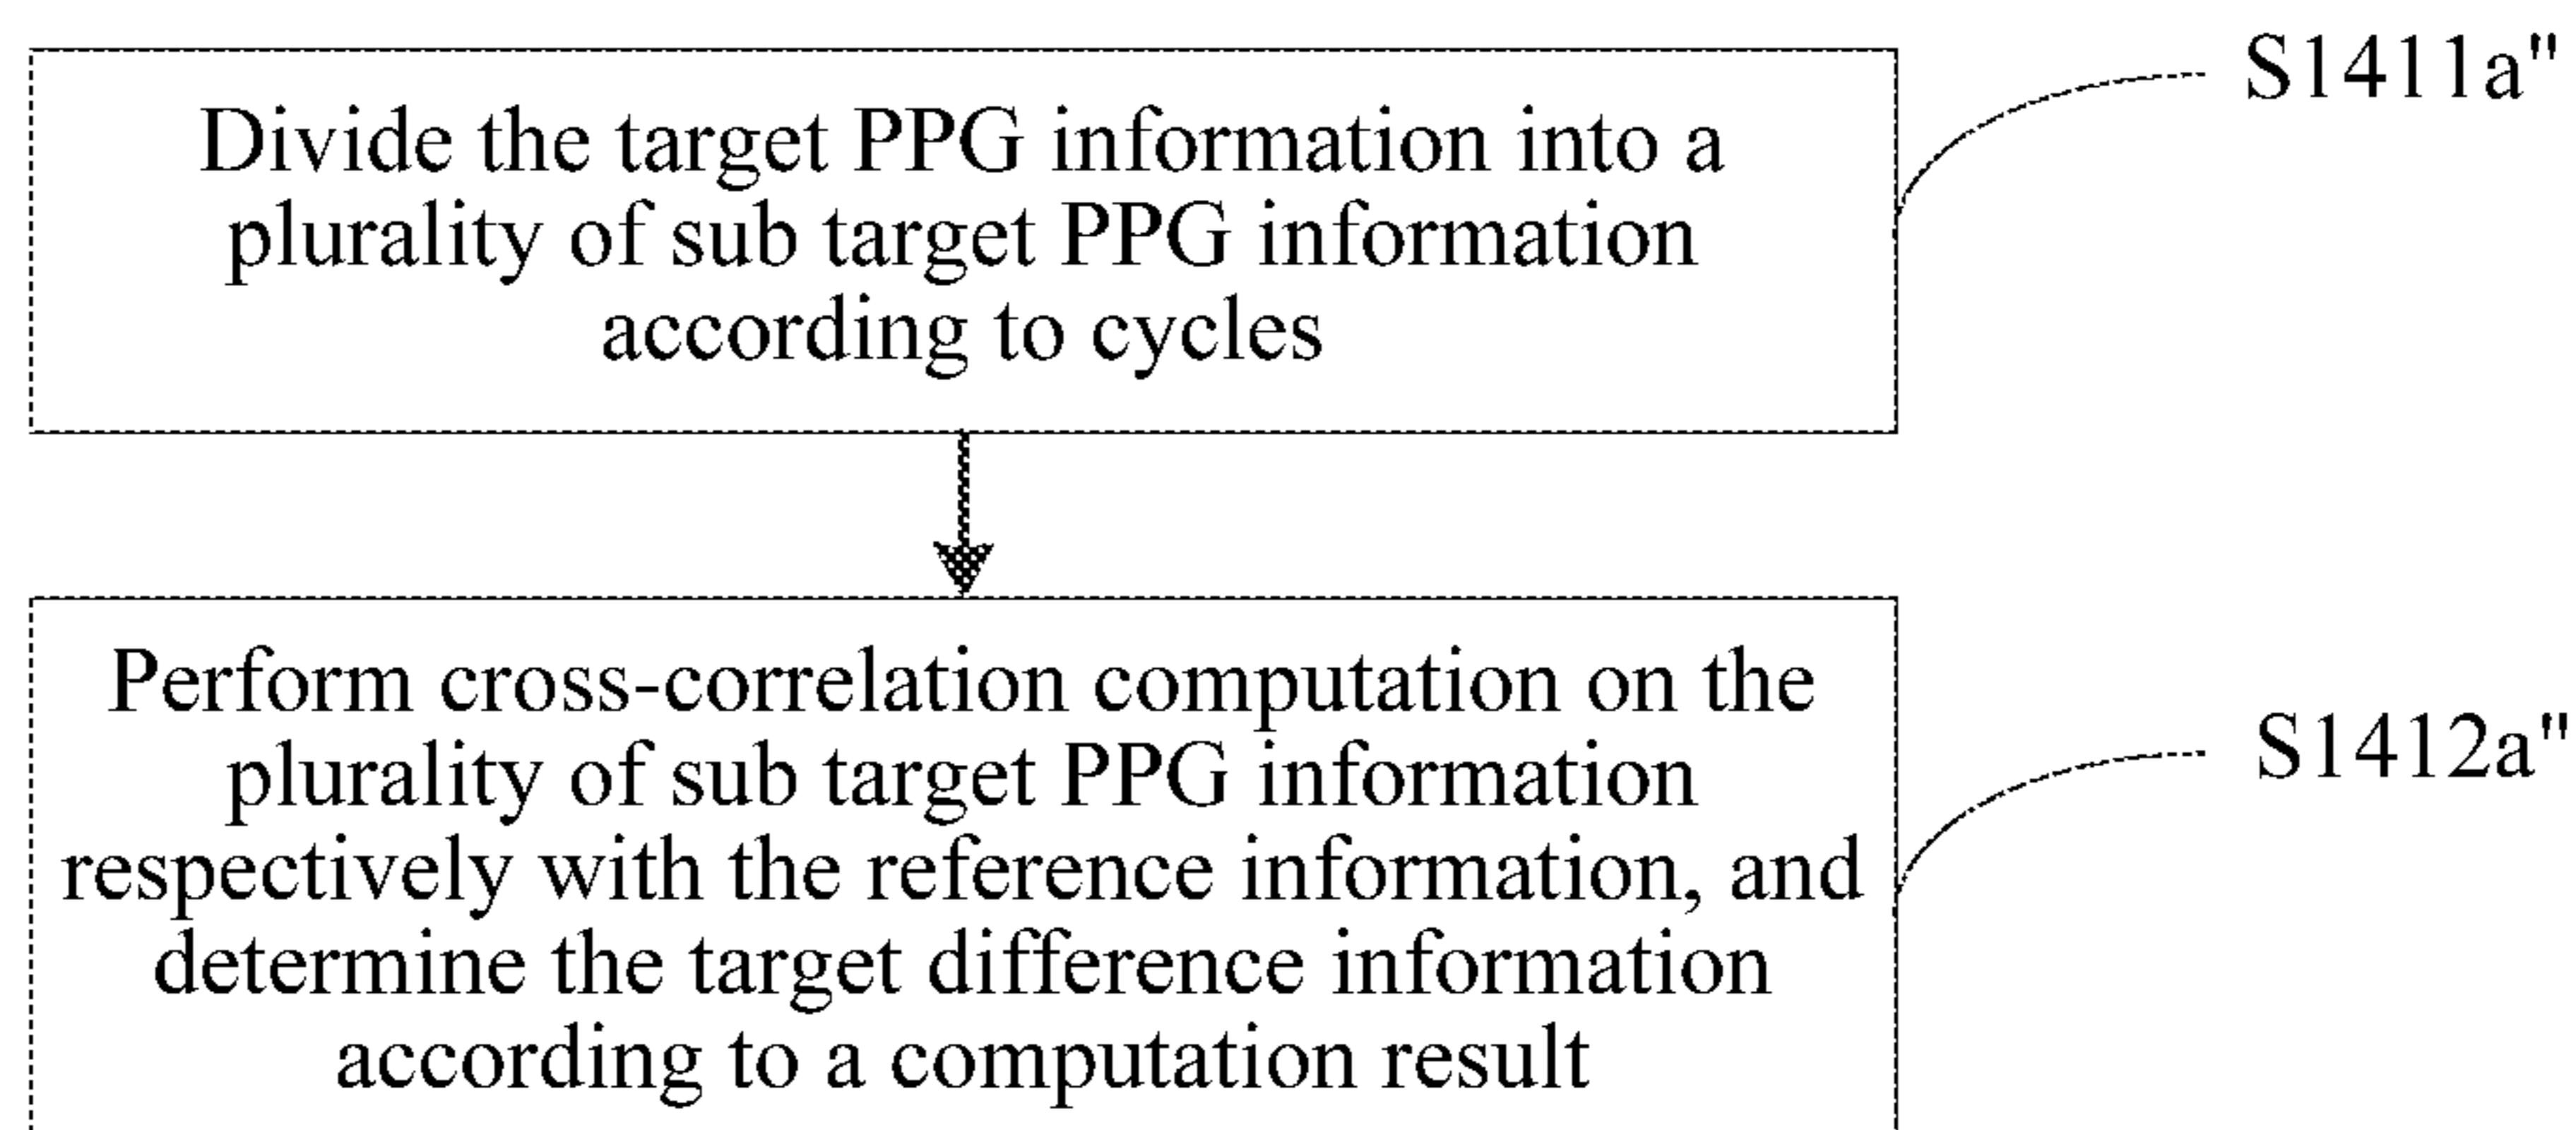 S1411a"
Divide the target PPG information into a
plurality of sub target PPG information
according to cycles
Perform cross-correlation computation on the
plurality of sub target PPG information
respectively with the reference information, and
determine the target difference information
according to a computation result
S1412a"